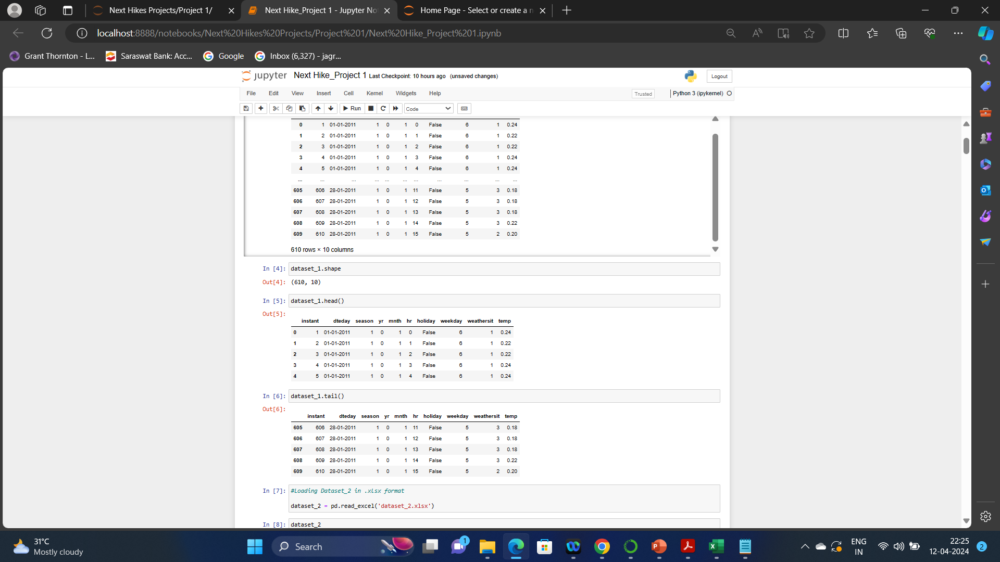 Next Hikes Projects/Project 1/
Next Hike_Project 1 - Jupyter No
Home Page - Select or create a n
localhost:8888/notebooks/Next%20Hikes%20Projects/Project%201/Next%20Hike_Project%201.ipynb
Grant Thornton - L...
Saraswat Bank: Acc...
Google
Inbox (6,327) - jagr...
jupyter Next Hike_Project 1 Last Checkpoint: 10 hours ago (unsaved changes)
Logout
File Edit View Insert Cell Kernel Widgets Help
Trusted
Python 3 (ipykernel)
Run
Code
0 1 01-01-2011 1 0 1 0 False 6 1 0.24
1 2 01-01-2011 1 0 1 1 False 6 1 0.22
2 3 01-01-2011 1 0 1 2 False 6 1 0.22
3 4 01-01-2011 1 0 1 3 False 6 1 0.24
4 5 01-01-2011 1 0 1 4 False 6 1 0.24
... ... ... ... ... ... ... ... ... ... ...
605 606 28-01-2011 1 0 1 11 False 5 3 0.18
606 607 28-01-2011 1 0 1 12 False 5 3 0.18
607 608 28-01-2011 1 0 1 13 False 5 3 0.18
608 609 28-01-2011 1 0 1 14 False 5 3 0.22
609 610 28-01-2011 1 0 1 15 False 5 2 0.20
610 rows × 10 columns
In [4]: dataset_1.shape
Out[4]: (610, 10)
In [5]: dataset_1.head()
Out[5]:
instant dteday season yr mnth hr holiday weekday weathersit temp
0 1 01-01-2011 1 0 1 0 False 6 1 0.24
1 2 01-01-2011 1 0 1 1 False 6 1 0.22
2 3 01-01-2011 1 0 1 2 False 6 1 0.22
3 4 01-01-2011 1 0 1 3 False 6 1 0.24
4 5 01-01-2011 1 0 1 4 False 6 1 0.24
In [6]: dataset_1.tail()
Out[6]:
instant dteday season yr mnth hr holiday weekday weathersit temp
605 606 28-01-2011 1 0 1 11 False 5 3 0.18
606 607 28-01-2011 1 0 1 12 False 5 3 0.18
607 608 28-01-2011 1 0 1 13 False 5 3 0.18
608 609 28-01-2011 1 0 1 14 False 5 3 0.22
609 610 28-01-2011 1 0 1 15 False 5 2 0.20
In [7]: #Loading Dataset_2 in .xlsx format
dataset_2 = pd.read_excel('dataset_2.xlsx')
In [8]: dataset_2
31°C
Mostly cloudy
Search
1
ENG
IN
22:25
12-04-2024
2